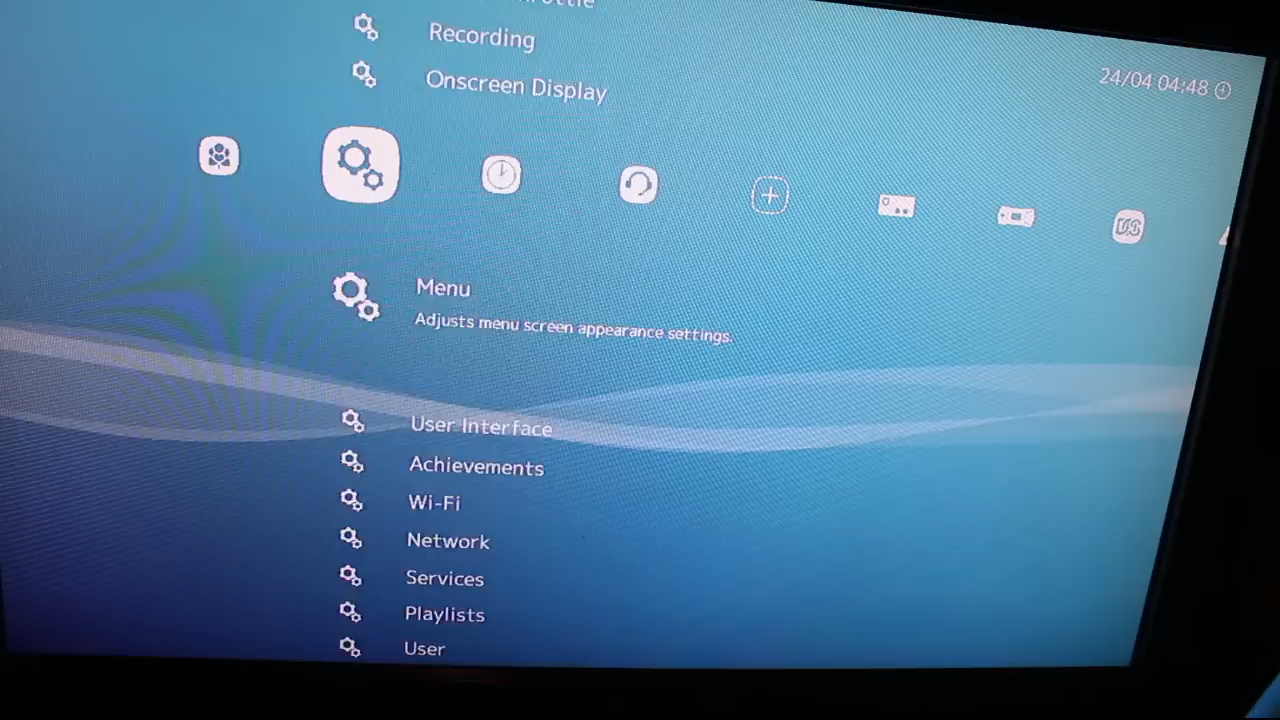 Recording
Onscreen Display
24/04 04:48
Menu
Adjusts menu screen appearance settings.
User Interface
Achievements
Wi-Fi
Network
Services
Playlists
User